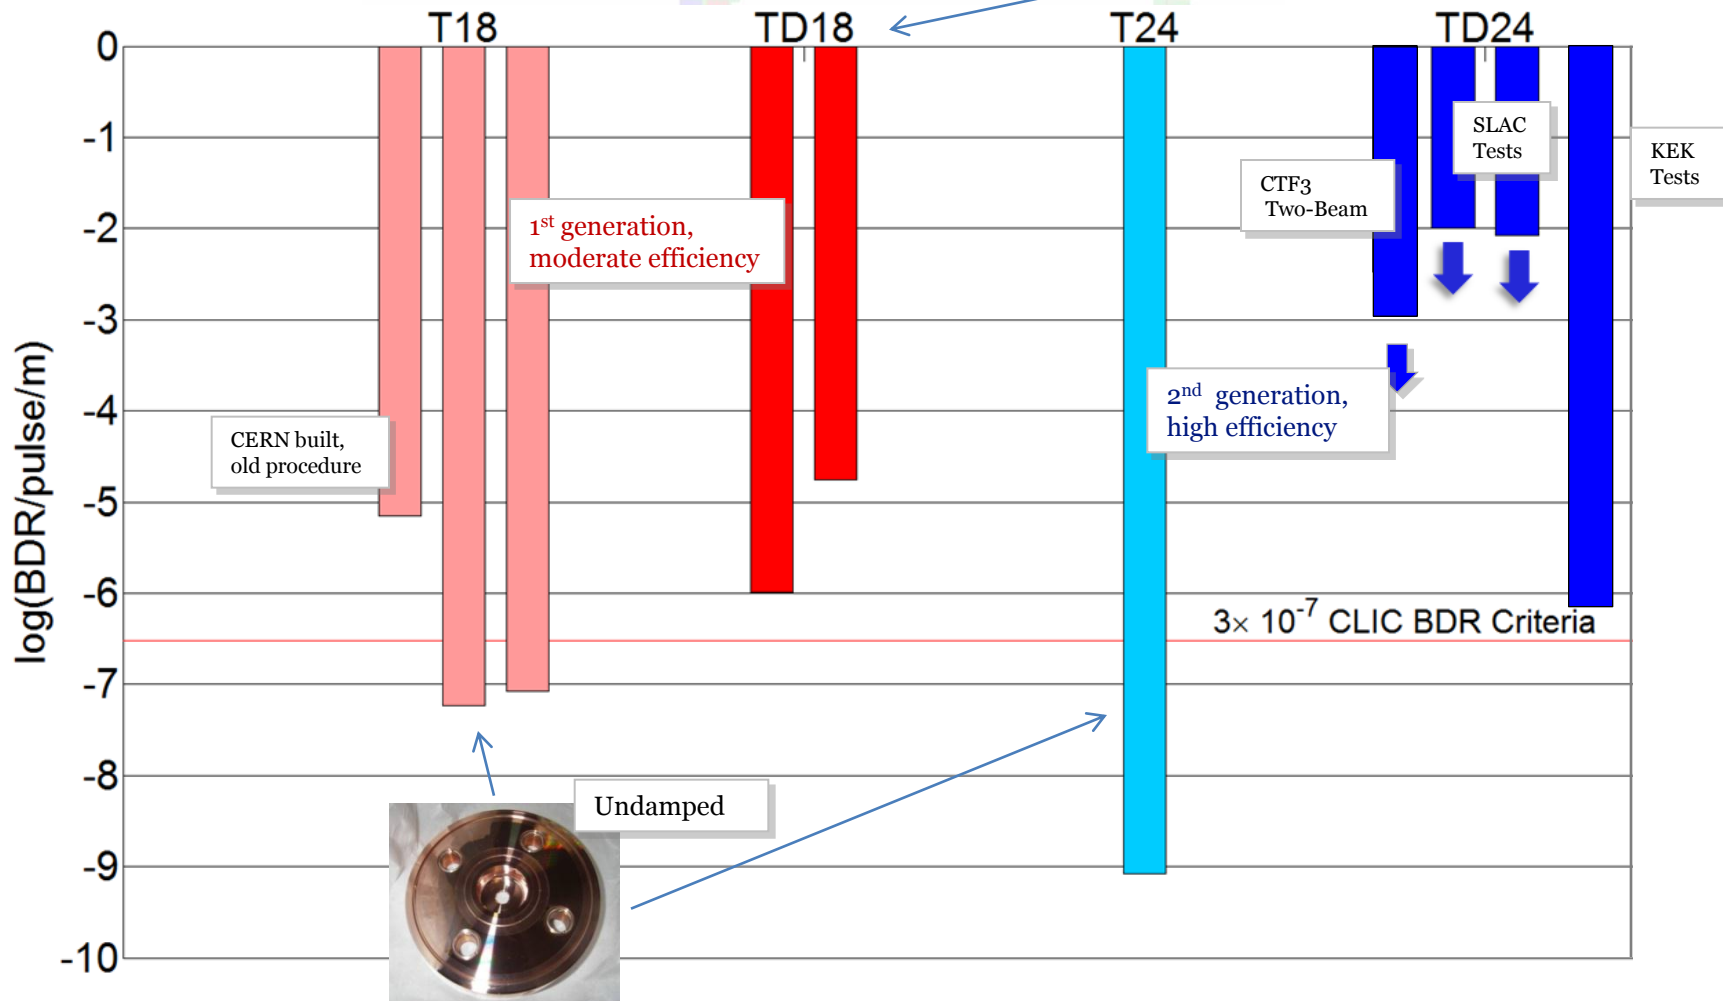 T18
TD18
T24
TD24
0
-1
-2
-3
-4
-5
-6
-7
-8
-9
-10
log(BDR/pulse/m)
SLAC
Tests
KEK
Tests
CTF3
Two-Beam
1st generation,
moderate efficiency
2nd generation,
high efficiency
CERN built,
old procedure
3× 10-7 CLIC BDR Criteria
Undamped